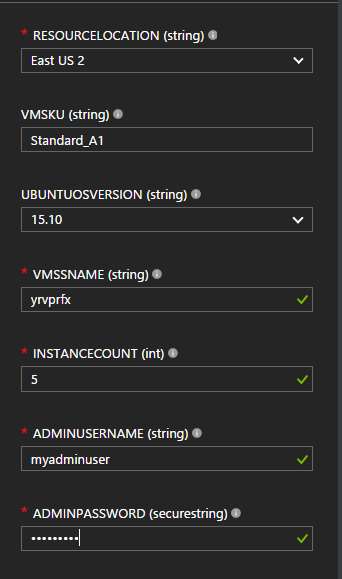 * RESOURCELOCATION (string)
East US 2
VMSKU (string)
Standard_A1
UBUNTUOSVERSION (string)
15.10
* VMSSNAME (string)
yrvprfx
* INSTANCECOUNT (int)
5
* ADMINUSERNAME (string)
myadminuser
* ADMINPASSWORD (securestring)
•••••••••